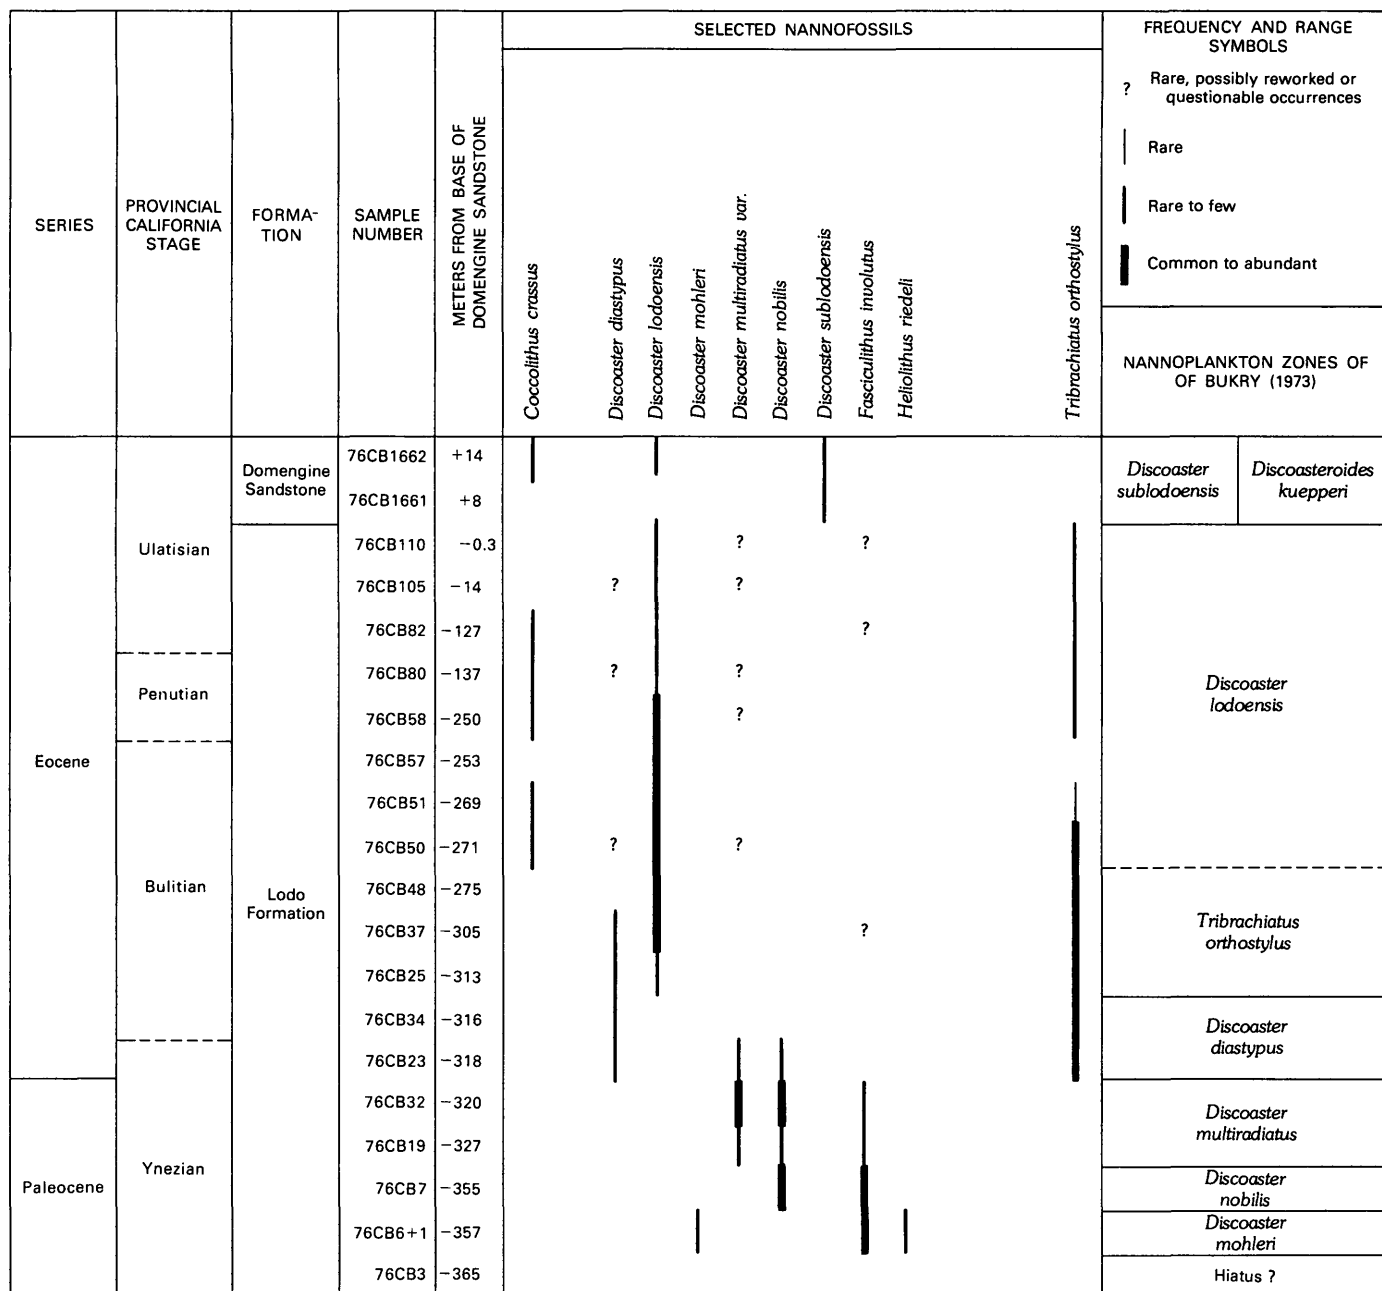 SERIES
PROVINCIAL
CALIFORNIA
STAGE
FORMA-
TION
SAMPLE
NUMBER
METERS FROM BASE OF
DOMENGINE SANDSTONE
SELECTED NANNOFOSSILS
Coccolithus crassus
Discoaster diastypus
Discoaster lodoensis
Discoaster mohleri
Discoaster multiradiatus var.
Discoaster nobilis
Discoaster sublodoensis
Fasciculithus involutus
Heliolithus riedeli
Tribrachiatus orthostylus
FREQUENCY AND RANGE
SYMBOLS
? Rare, possibly reworked or
questionable occurrences
Rare
Rare to few
Common to abundant
NANNOPLANKTON ZONES OF
OF BUKRY (1973)
Eocene
Paleocene
Ulatisian
Penutian
Bulitian
Ynezian
Domengine
Sandstone
Lodo
Formation
76CB1662 +14
76CB1661 +8
76CB110 −0.3 ? ?
76CB105 −14 ? ?
76CB82 −127 ?
76CB80 −137 ? ?
76CB58 −250 ?
76CB57 −253
76CB51 −269
76CB50 −271 ? ?
76CB48 −275
76CB37 −305 ?
76CB25 −313
76CB34 −316
76CB23 −318
76CB32 −320
76CB19 −327
76CB7 −355
76CB6+1 −357
76CB3 −365
Discoaster
sublodoensis
Discoasteroides
kuepperi
Discoaster
lodoensis
Tribrachiatus
orthostylus
Discoaster
diastypus
Discoaster
multiradiatus
Discoaster
nobilis
Discoaster
mohleri
Hiatus ?